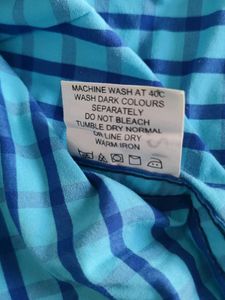 MACHINE WASH AT 40C
WASH DARK COLOURS
SEPARATELY
DO NOT BLEACH
TUMBLE DRY NORMAL
OR LINE DRY
WARM IRON